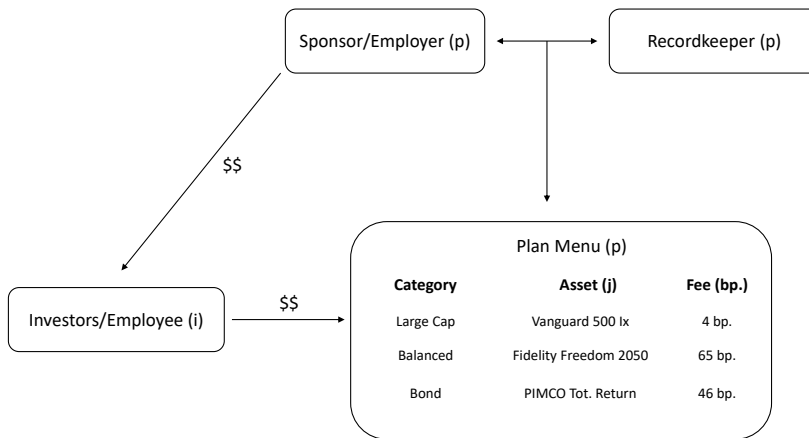 Sponsor/Employer (p)
Recordkeeper (p)
$$
Plan Menu (p)
Category Asset (j) Fee (bp.)
Investors/Employee (i)
$$
Large Cap Vanguard 500 Ix 4 bp.
Balanced Fidelity Freedom 2050 65 bp.
Bond PIMCO Tot. Return 46 bp.